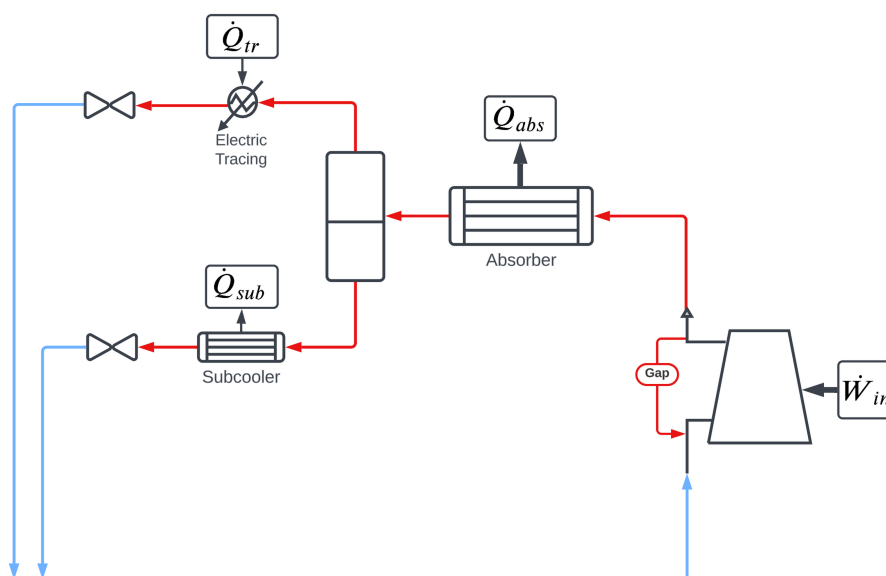 Q̇tr
Electric
Tracing
Q̇abs
Absorber
Q̇sub
Subcooler
Gap
Ẇin